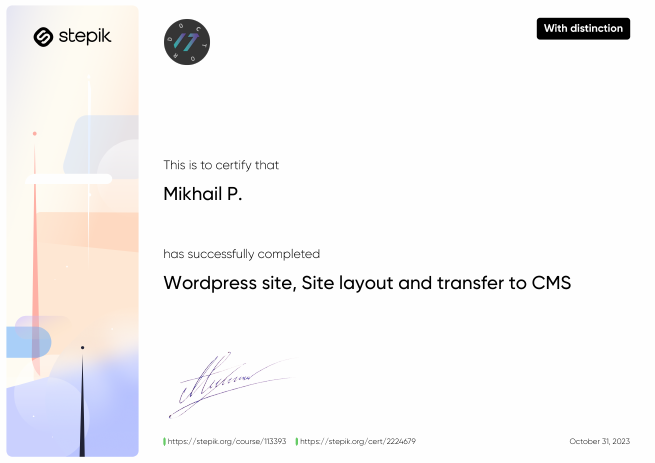 stepik
With distinction
This is to certify that
Mikhail P.
has successfully completed
Wordpress site, Site layout and transfer to CMS
https://stepik.org/course/113393 https://stepik.org/cert/2224679
October 31, 2023